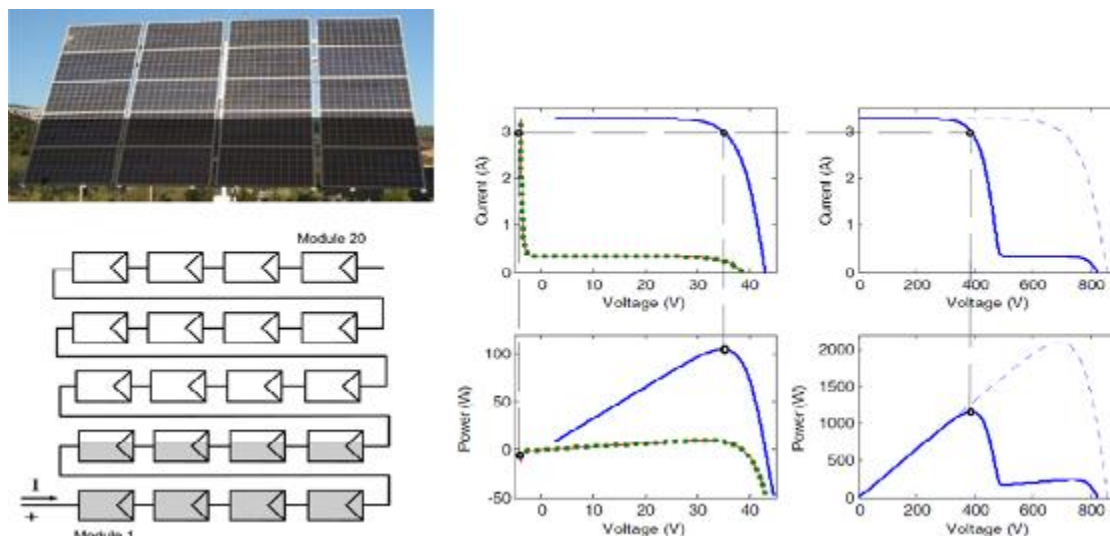 Module 20
I
+
Module 1
Current (A)
3
2
1
0
0 10 20 30 40
Voltage (V)
Current (A)
3
2
1
0
0 200 400 600 800
Voltage (V)
Power (W)
100
50
0
-50
0 10 20 30 40
Voltage (V)
Power (W)
2000
1500
1000
500
0
0 200 400 600 800
Voltage (V)